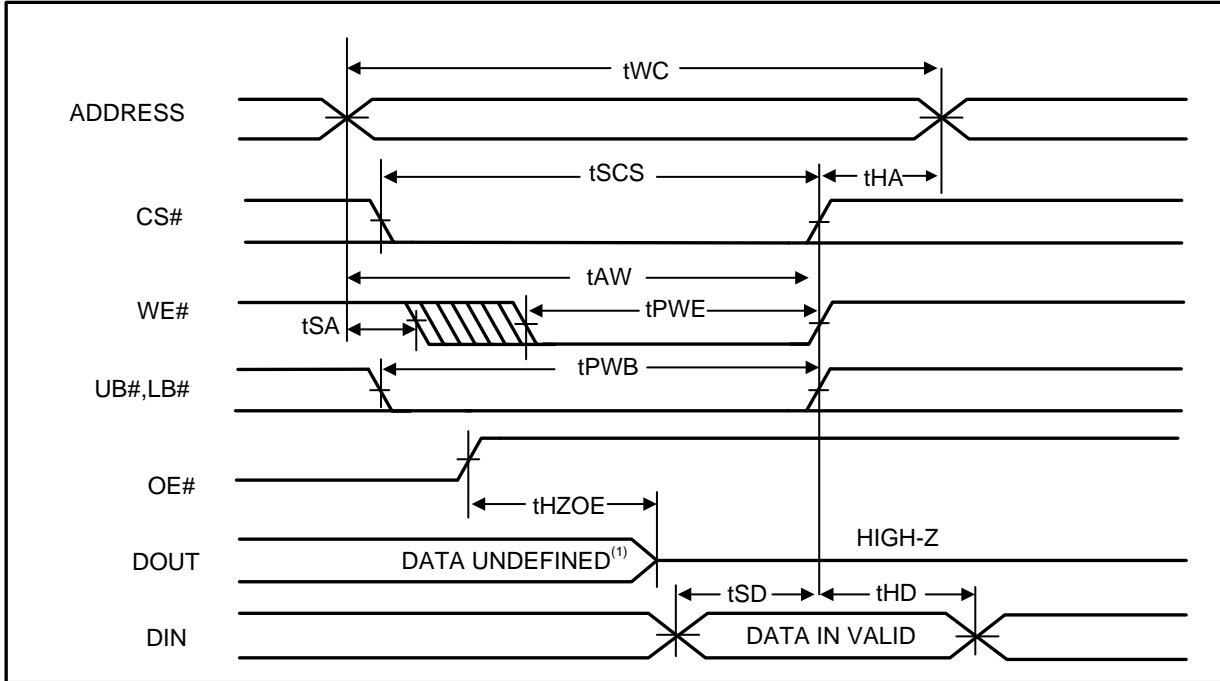 tWC
ADDRESS
tSCS
tHA
CS#
tAW
WE#
tSA
tPWE
tPWB
UB#,LB#
OE#
tHZOE
HIGH-Z
DOUT
DATA UNDEFINED(1)
tSD
tHD
DIN
DATA IN VALID